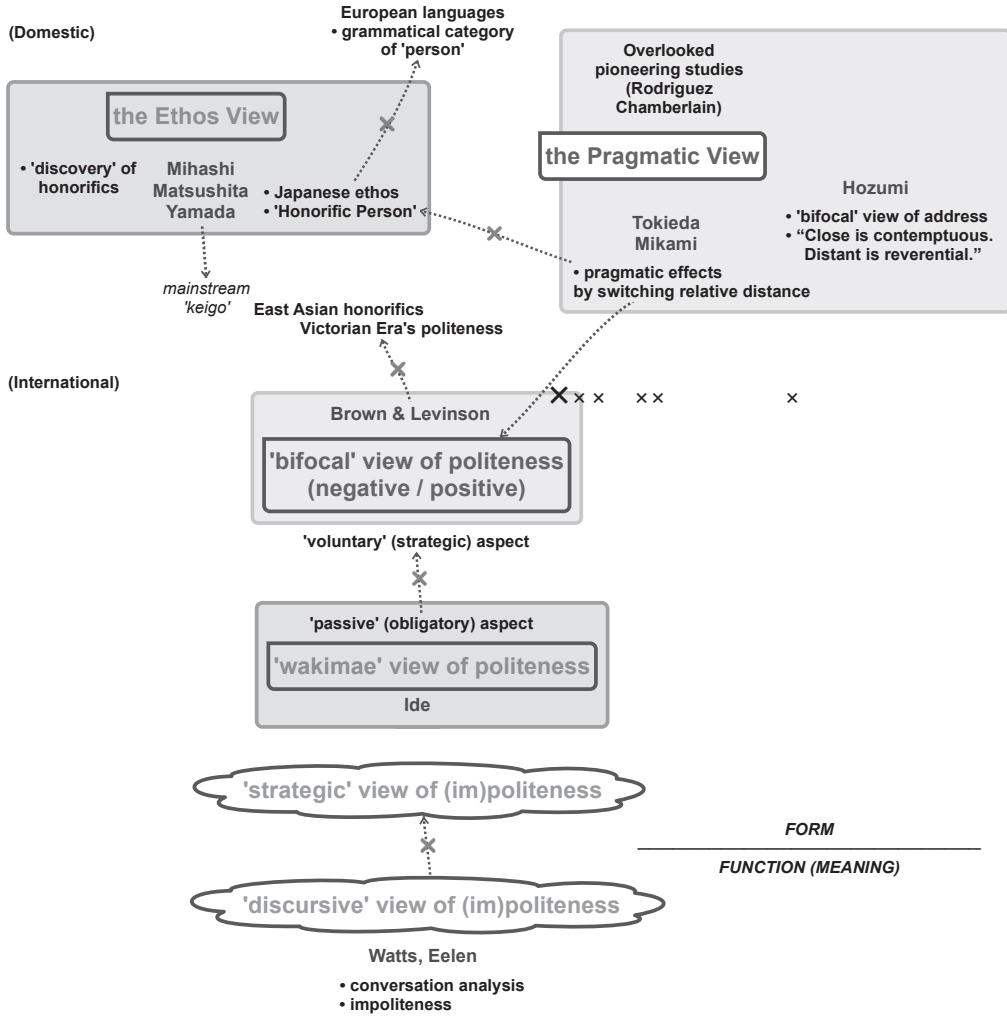 (Domestic)
European languages
• grammatical category
of 'person'
the Ethos View
• 'discovery' of
honorifics
Mihashi
Matsushita
Yamada
• Japanese ethos
• 'Honorific Person'
mainstream
'keigo'
Overlooked
pioneering studies
(Rodriguez
Chamberlain)
the Pragmatic View
Hozumi
• 'bifocal' view of address
• “Close is contemptuous.
Distant is reverential.”
Tokieda
Mikami
• pragmatic effects
by switching relative distance
East Asian honorifics
Victorian Era's politeness
(International)
Brown & Levinson
'bifocal' view of politeness
(negative / positive)
'voluntary' (strategic) aspect
'passive' (obligatory) aspect
'wakimae' view of politeness
Ide
'strategic' view of (im)politeness
FORM
FUNCTION (MEANING)
'discursive' view of (im)politeness
Watts, Eelen
• conversation analysis
• impoliteness